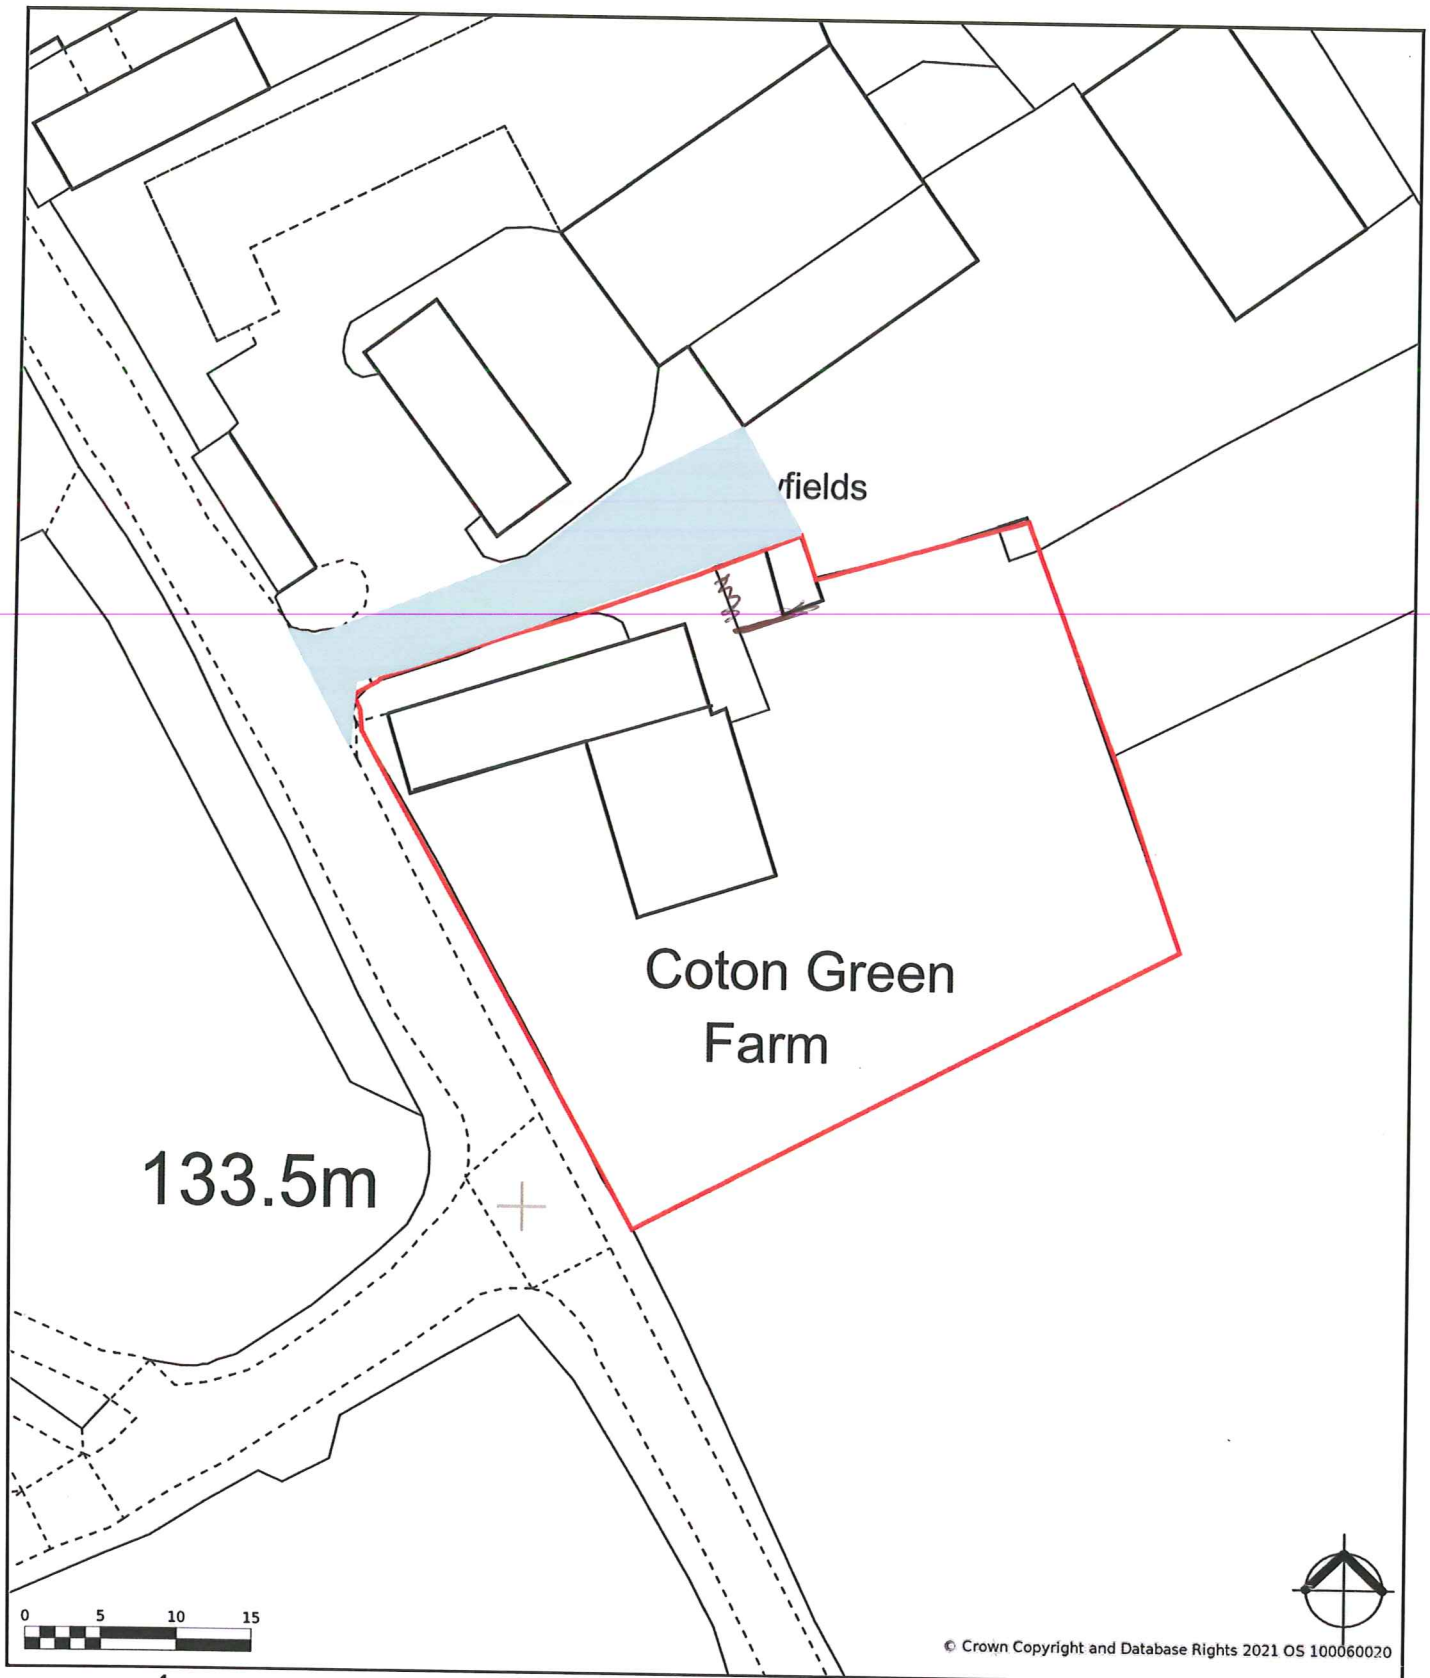 fields
Coton Green
Farm
133.5m
0 5 10 15
© Crown Copyright and Database Rights 2021 OS 100060020